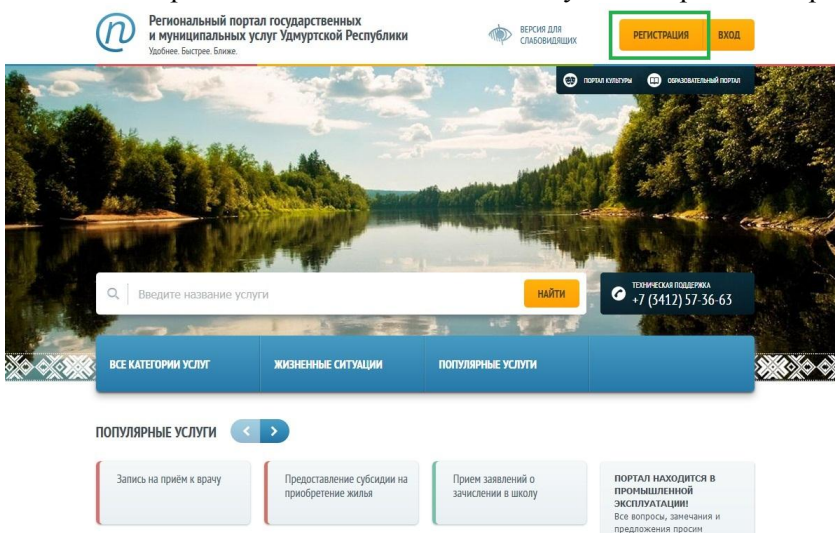 Региональный портал государственных
и муниципальных услуг Удмуртской Республики
Удобнее. Быстрее. Ближе.
ВЕРСИЯ ДЛЯ
СЛАБОВИДЯЩИХ
РЕГИСТРАЦИЯ
ВХОД
ПОРТАЛ КУЛЬТУРЫ
ОБРАЗОВАТЕЛЬНЫЙ ПОРТАЛ
Введите название услуги
НАЙТИ
ТЕХНИЧЕСКАЯ ПОДДЕРЖКА
+7 (3412) 57-36-63
ВСЕ КАТЕГОРИИ УСЛУГ
ЖИЗНЕННЫЕ СИТУАЦИИ
ПОПУЛЯРНЫЕ УСЛУГИ
ПОПУЛЯРНЫЕ УСЛУГИ
Запись на приём к врачу
Предоставление субсидии на
приобретение жилья
Прием заявлений о
зачислении в школу
ПОРТАЛ НАХОДИТСЯ В
ПРОМЫШЛЕННОЙ
ЭКСПЛУАТАЦИИ!
Все вопросы, замечания и
предложения просим